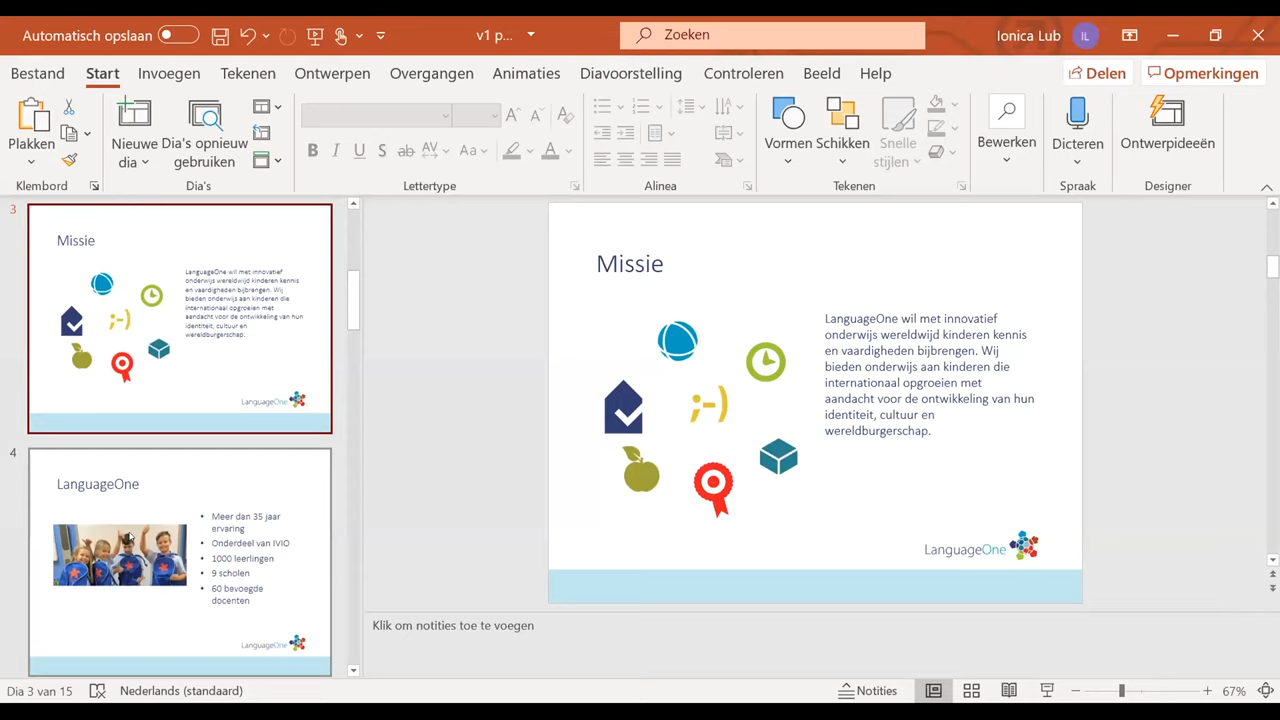 Automatisch opslaan
v1 p...
Zoeken
Ionica Lub
IL
Bestand
Start
Invoegen
Tekenen
Ontwerpen
Overgangen
Animaties
Diavoorstelling
Controleren
Beeld
Help
Delen
Opmerkingen
Plakken
Nieuwe
dia
Dia's opnieuw
gebruiken
Vormen
Schikken
Snelle
stijlen
Bewerken
Dicteren
Ontwerpideeën
Klembord
Dia's
Lettertype
Alinea
Tekenen
Spraak
Designer
3
Missie
LanguageOne wil met innovatief
onderwijs wereldwijd kinderen kennis
en vaardigheden bijbrengen. Wij
bieden onderwijs aan kinderen die
internationaal opgroeien met
aandacht voor de ontwikkeling van hun
identiteit, cultuur en
wereldburgerschap.
;-)
LanguageOne
4
LanguageOne
• Meer dan 35 jaar
ervaring
• Onderdeel van IVIO
• 1000 leerlingen
• 9 scholen
• 60 bevoegde
docenten
LanguageOne
Missie
LanguageOne wil met innovatief
onderwijs wereldwijd kinderen kennis
en vaardigheden bijbrengen. Wij
bieden onderwijs aan kinderen die
internationaal opgroeien met
aandacht voor de ontwikkeling van hun
identiteit, cultuur en
wereldburgerschap.
;-)
LanguageOne
Klik om notities toe te voegen
Dia 3 van 15
Nederlands (standaard)
Notities
67%